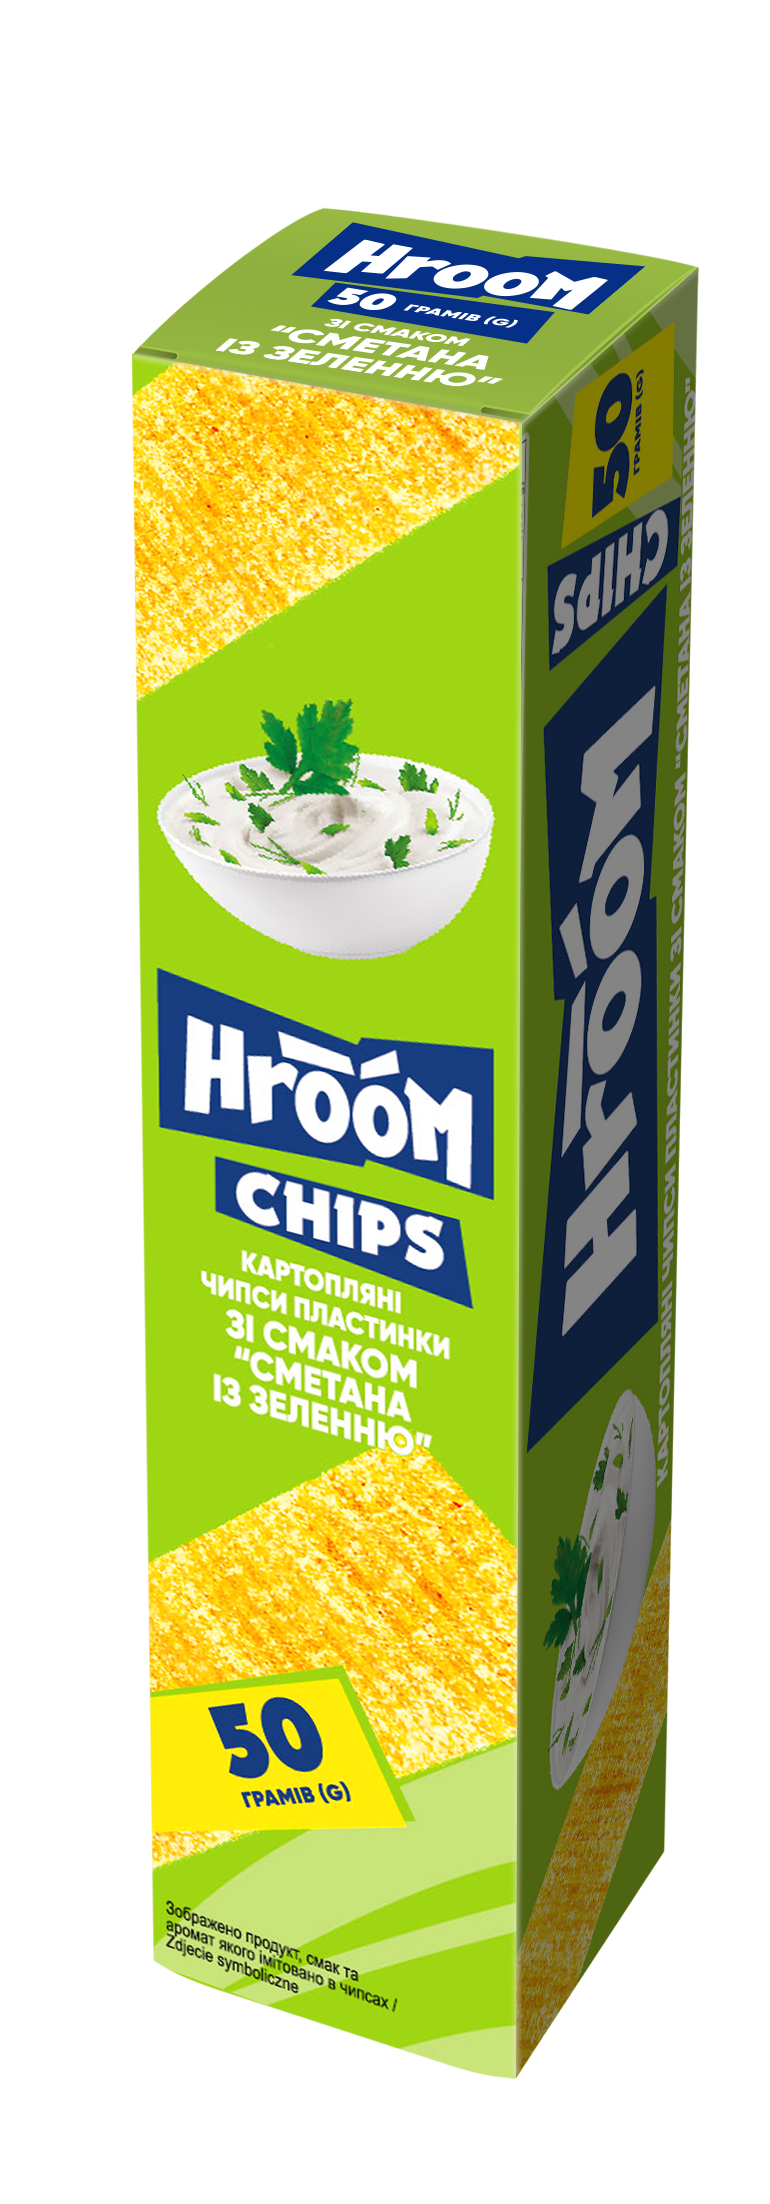 Hroom
50 ГРАМІВ (G)
ЗІ СМАКОМ
"СМЕТАНА
ІЗ ЗЕЛЕННЮ"
Hroom
CHIPS
КАРТОПЛЯНІ
ЧИПСИ ПЛАСТИНКИ
ЗІ СМАКОМ
"СМЕТАНА
ІЗ ЗЕЛЕННЮ"
50
ГРАМІВ (G)
Зображено продукт, смак та
аромат якого імітовано в чипсах /
Zdjecie symboliczne
50
ГРАМІВ (G)
CHIPS
Hroom
КАРТОПЛЯНІ ЧИПСИ ПЛАСТИНКИ ЗІ СМАКОМ "СМЕТАНА ІЗ ЗЕЛЕННЮ"